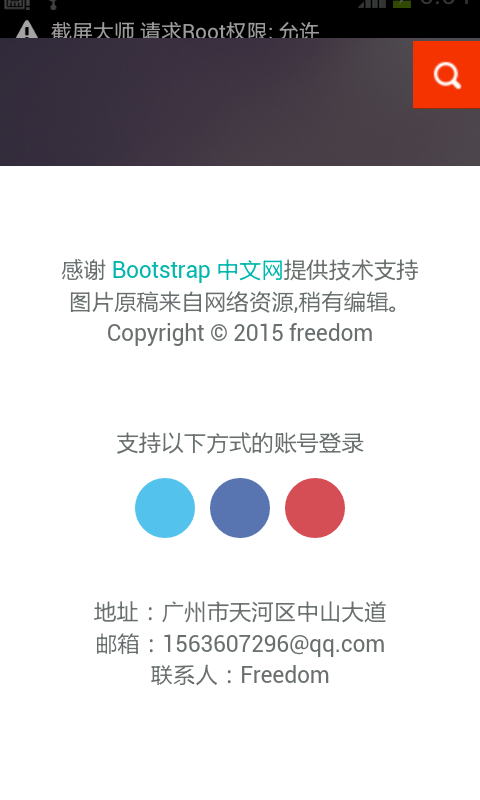 截屏大师 请求Root权限: 允许
感谢 Bootstrap 中文网提供技术支持
图片原稿来自网络资源,稍有编辑。
Copyright © 2015 freedom
支持以下方式的账号登录
地址：广州市天河区中山大道
邮箱：1563607296@qq.com
联系人：Freedom